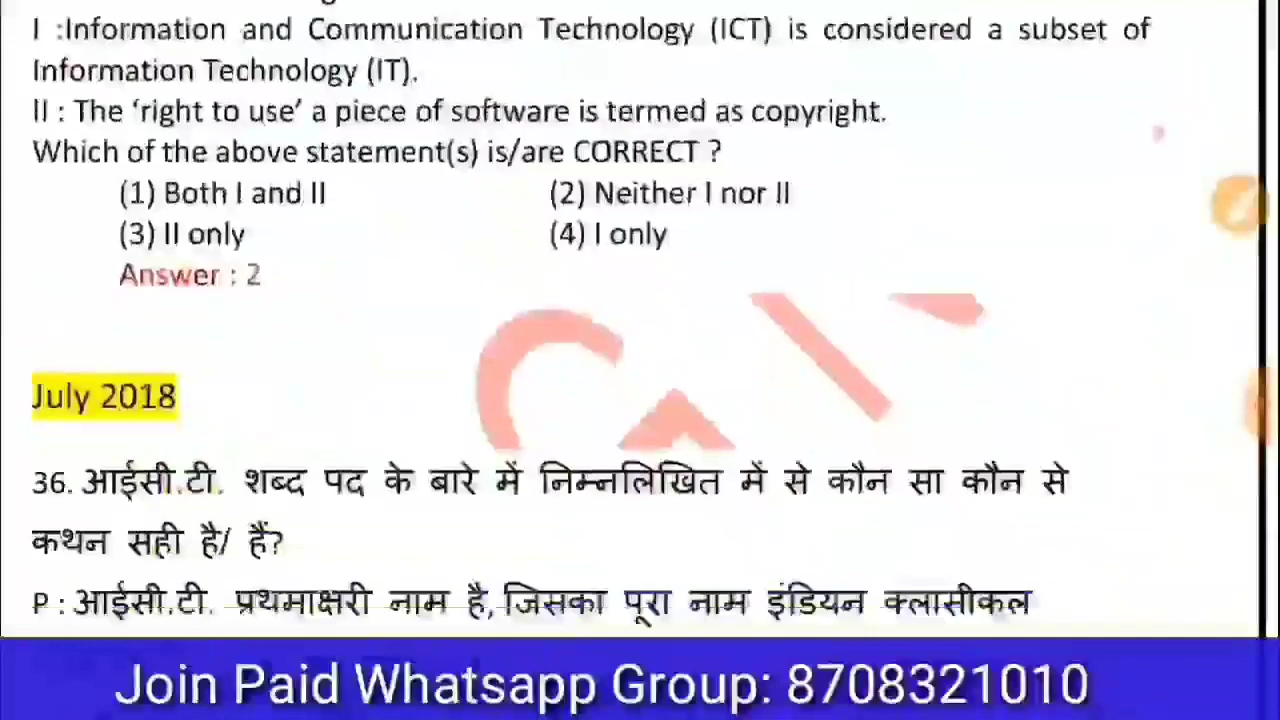 I :Information and Communication Technology (ICT) is considered a subset of
Information Technology (IT).
II : The ‘right to use’ a piece of software is termed as copyright.
Which of the above statement(s) is/are CORRECT ?
(1) Both I and II (2) Neither I nor II
(3) II only (4) I only
Answer : 2
July 2018
36. आईसी.टी. शब्द पद के बारे में निम्नलिखित में से कौन सा कौन से
कथन सही है/ हैं?
P : आईसी.टी. प्रथमाक्षरी नाम है, जिसका पूरा नाम इंडियन क्लासीकल
Join Paid Whatsapp Group: 8708321010